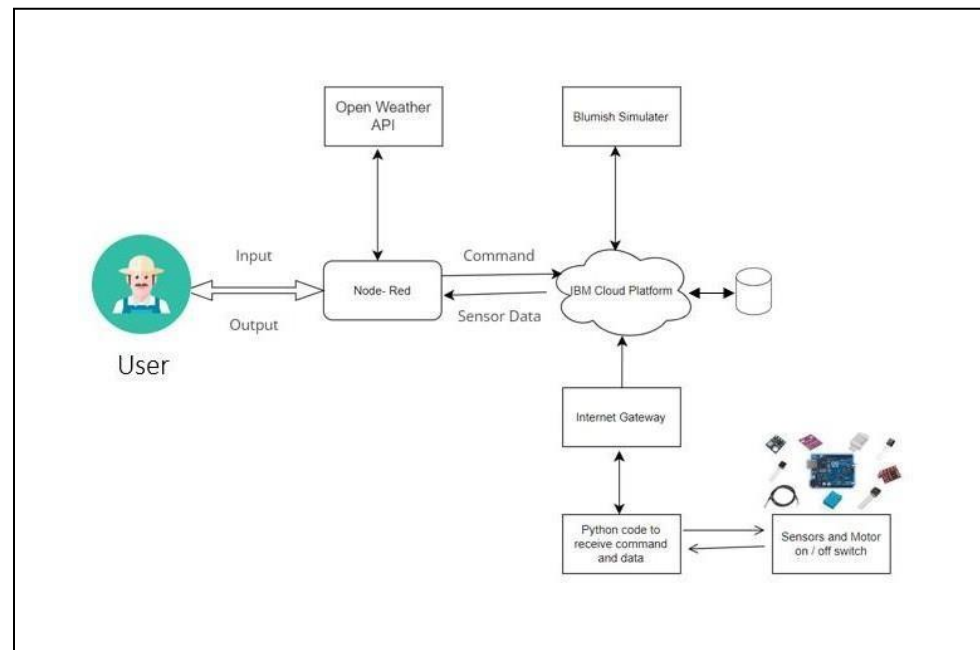 Open Weather
API
Blumish Simulater
Input
Output
User
Node- Red
Command
Sensor Data
IBM Cloud Platform
Internet Gateway
Python code to
receive command
and data
Sensors and Motor
on / off switch